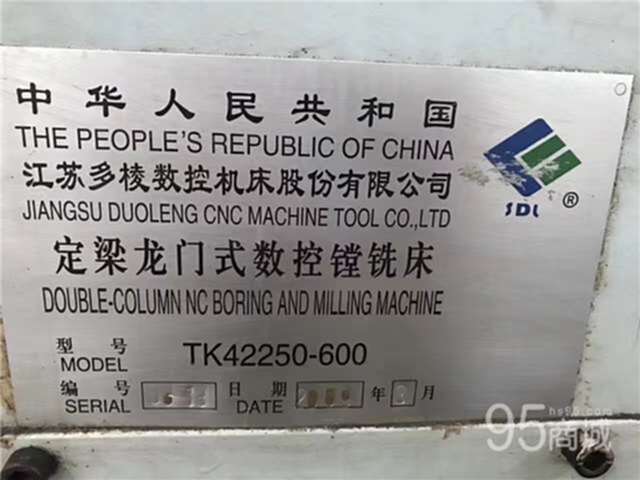 中华人民共和国
THE PEOPLE'S REPUBLIC OF CHINA
江苏多棱数控机床股份有限公司
JIANGSU DUOLENG CNC MACHINE TOOL CO.,LTD
SDL ®
定梁龙门式数控镗铣床
DOUBLE-COLUMN NC BORING AND MILLING MACHINE
型号 TK42250-600
MODEL
编号 日期 年 月
SERIAL DATE
95商城
hs95.com